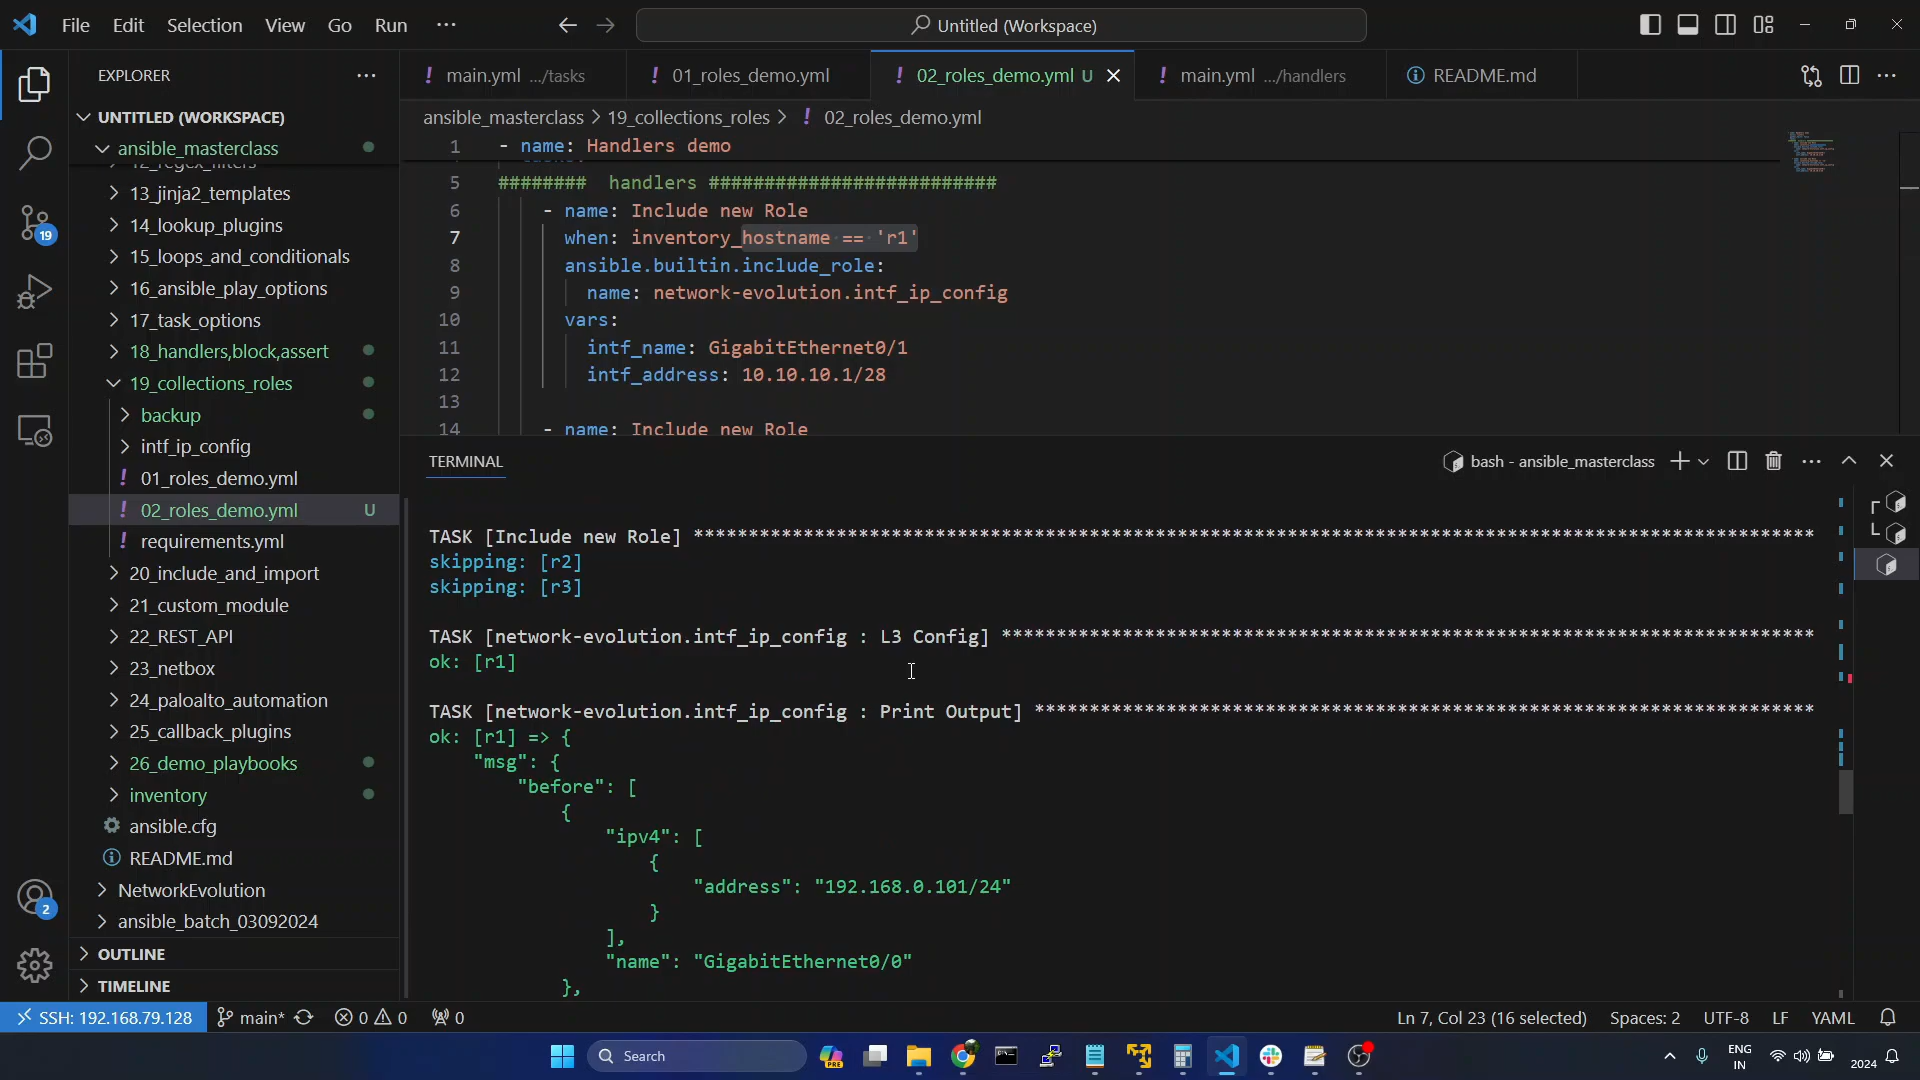 File Edit Selection View Go Run ···
Untitled (Workspace)
EXPLORER
UNTITLED (WORKSPACE)
ansible_masterclass
12_regex_filters
13_jinja2_templates
14_lookup_plugins
15_loops_and_conditionals
16_ansible_play_options
17_task_options
18_handlers,block,assert
19_collections_roles
backup
intf_ip_config
01_roles_demo.yml
02_roles_demo.yml U
requirements.yml
20_include_and_import
21_custom_module
22_REST_API
23_netbox
24_paloalto_automation
25_callback_plugins
26_demo_playbooks
inventory
ansible.cfg
README.md
NetworkEvolution
ansible_batch_03092024
OUTLINE
TIMELINE
19
2
main.yml .../tasks
01_roles_demo.yml
02_roles_demo.yml U
main.yml .../handlers
README.md
ansible_masterclass > 19_collections_roles > ! 02_roles_demo.yml
1 - name: Handlers demo
5 ######## handlers ##########################
6 - name: Include new Role
7 when: inventory_hostname == 'r1'
8 ansible.builtin.include_role:
9 name: network-evolution.intf_ip_config
10 vars:
11 intf_name: GigabitEthernet0/1
12 intf_address: 10.10.10.1/28
13
14 - name: Include new Role
TERMINAL
bash - ansible_masterclass
TASK [Include new Role] ******************************************************************************************************
skipping: [r2]
skipping: [r3]
TASK [network-evolution.intf_ip_config : L3 Config] **************************************************************************
ok: [r1]
TASK [network-evolution.intf_ip_config : Print Output] ***********************************************************************
ok: [r1] => {
"msg": {
"before": [
{
"ipv4": [
{
"address": "192.168.0.101/24"
}
],
"name": "GigabitEthernet0/0"
},
SSH: 192.168.79.128 main* 0 0 0
Ln 7, Col 23 (16 selected) Spaces: 2 UTF-8 LF YAML
Search
PRE
ENG
IN
2024